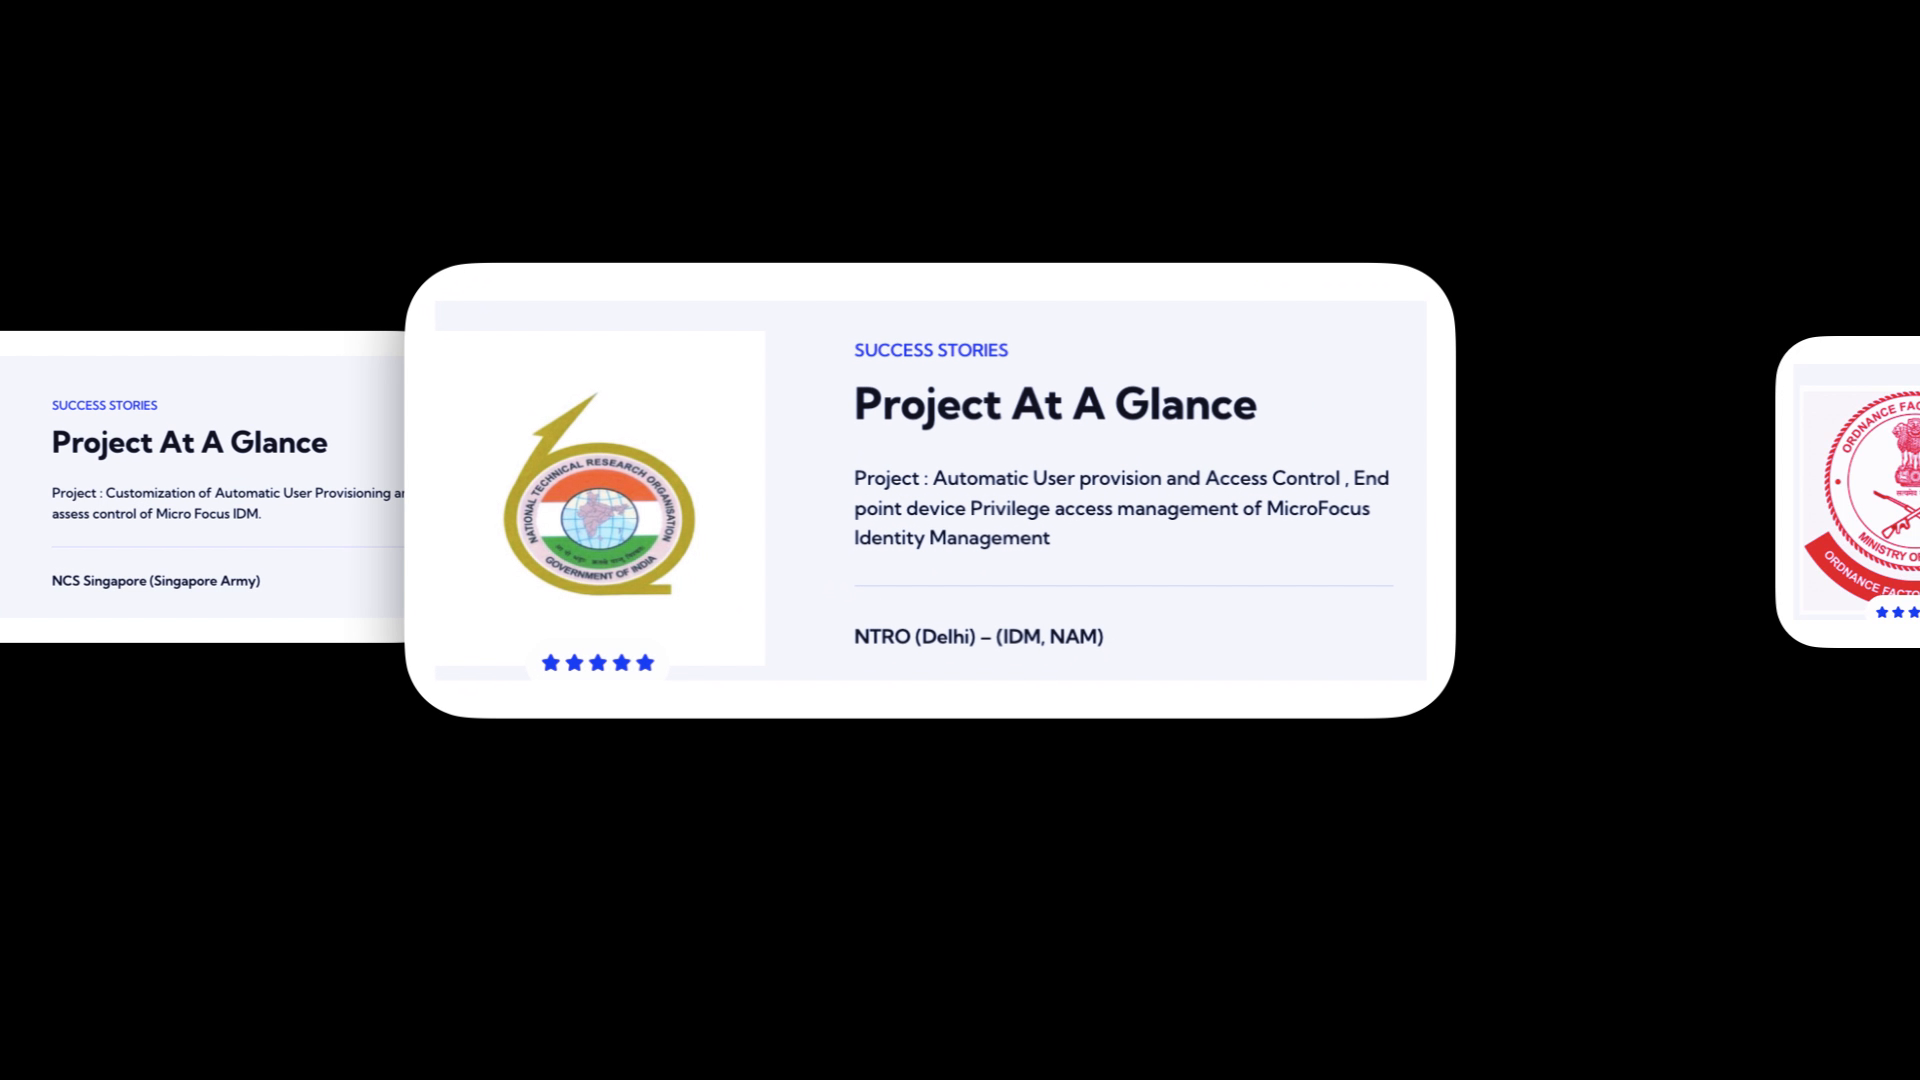 SUCCESS STORIES
Project At A Glance
Project : Customization of Automatic User Provisioning
assess control of Micro Focus IDM.
NCS Singapore (Singapore Army)
NATIONAL TECHNICAL RESEARCH ORGANISATION
GOVERNMENT OF INDIA
SUCCESS STORIES
Project At A Glance
Project : Automatic User provision and Access Control , End
point device Privilege access management of MicroFocus
Identity Management
NTRO (Delhi) – (IDM, NAM)
ORDNANCE
MINISTRY
ORDNANCE